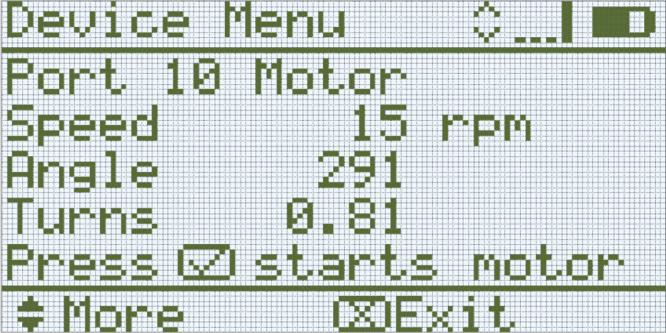 Device Menu
Port 10 Motor
Speed 15 rpm
Angle 291
Turns 0.81
Press ☑ starts motor
More ☒Exit